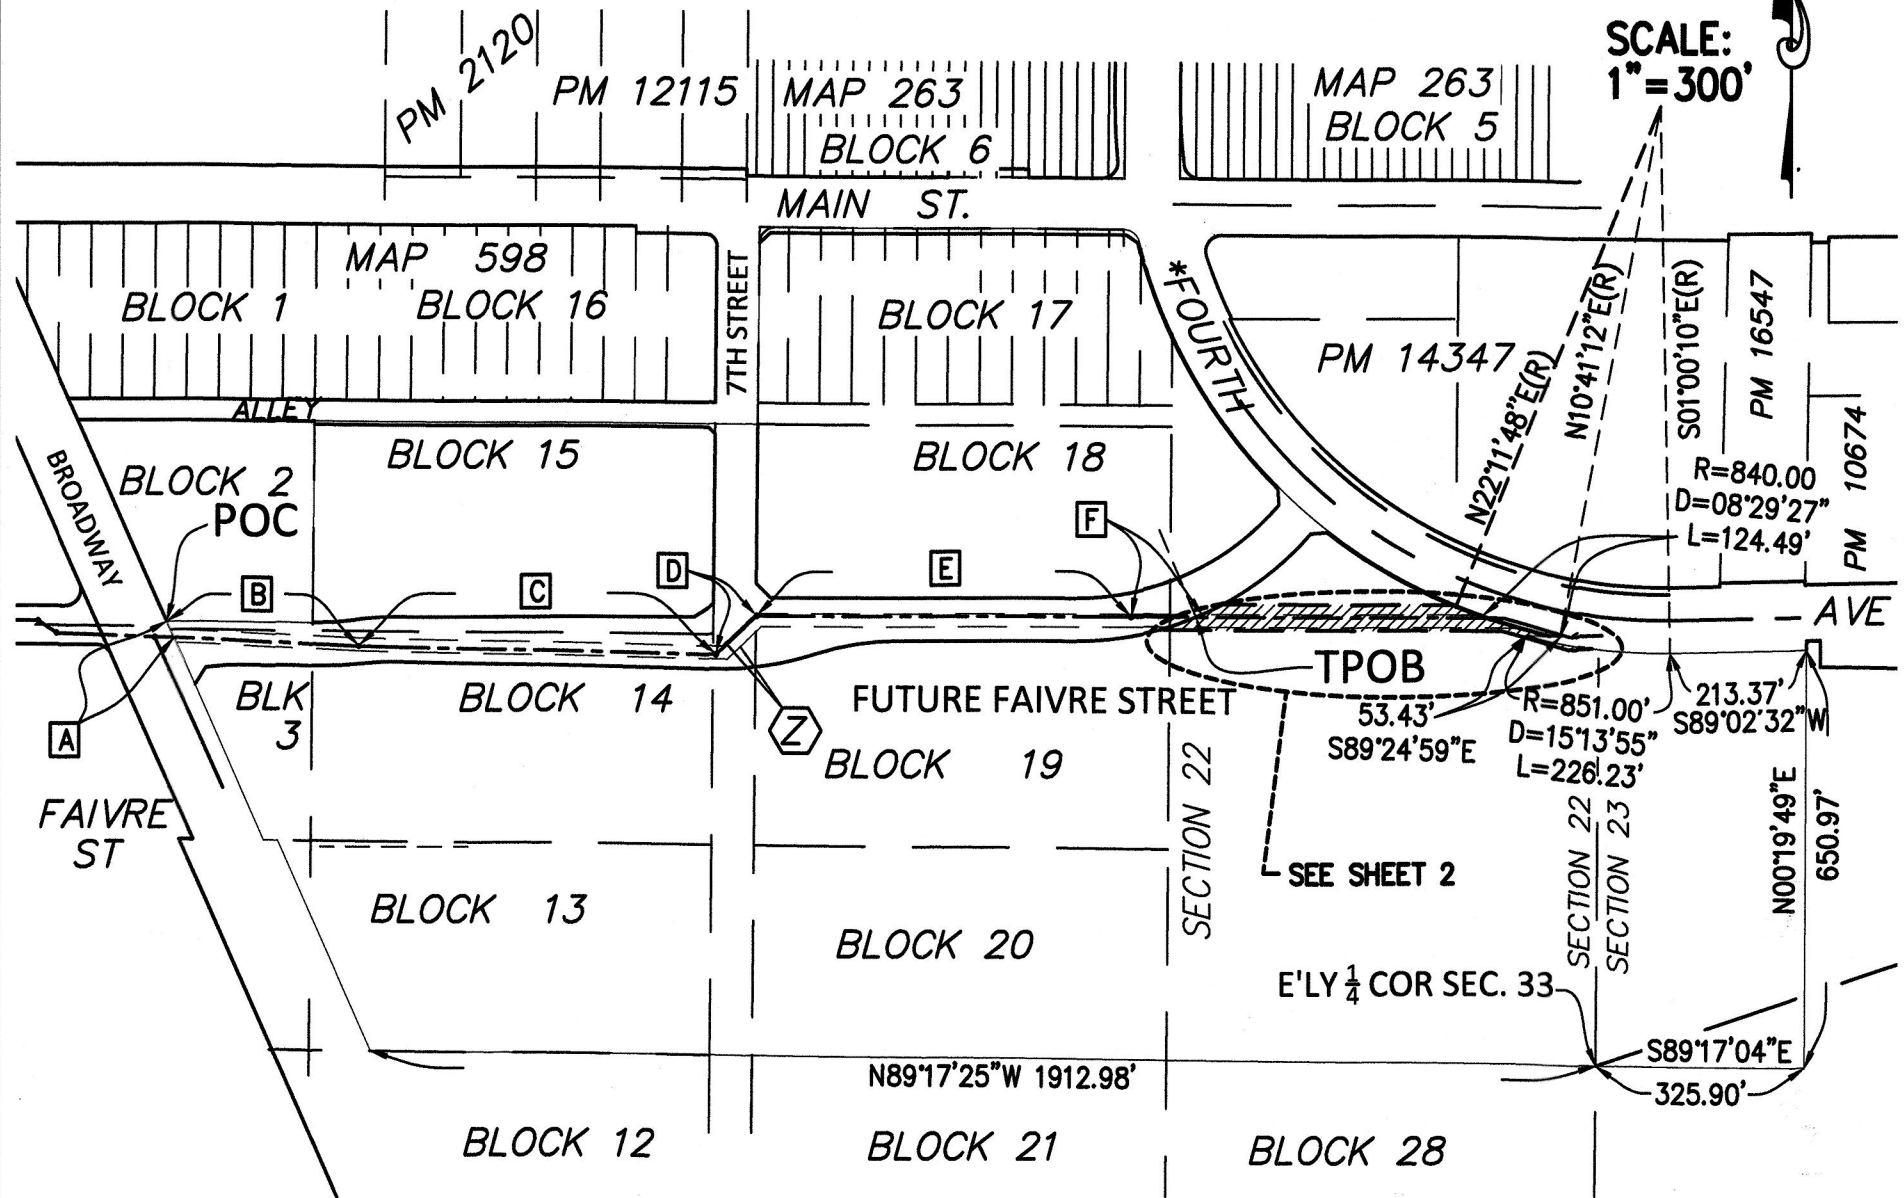 SCALE:
1"=300'
PM 2120
PM 12115
MAP 263
BLOCK 6
MAP 263
BLOCK 5
MAIN ST.
MAP 598
BLOCK 1
BLOCK 16
7TH STREET
BLOCK 17
*FOURTH
PM 14347
N22°11'48"E(R)
N10°41'12"E(R)
S01°00'10"E(R)
PM 16547
PM 10674
ALLEY
BLOCK 15
BLOCK 18
BROADWAY
BLOCK 2
POC
R=840.00
D=08°29'27"
L=124.49'
F
B
C
D
E
AVE
TPOB
A
BLK
3
BLOCK 14
Z
FUTURE FAIVRE STREET
53.43'
S89°24'59"E
R=851.00'
D=15°13'55"
L=226.23'
213.37'
S89°02'32"W
BLOCK 19
SECTION 22
FAIVRE
ST
N00°19'49"E
650.97'
SECTION 22
SECTION 23
SEE SHEET 2
BLOCK 13
BLOCK 20
E'LY 1/4 COR SEC. 33
S89°17'04"E
325.90'
N89°17'25"W 1912.98'
BLOCK 12
BLOCK 21
BLOCK 28